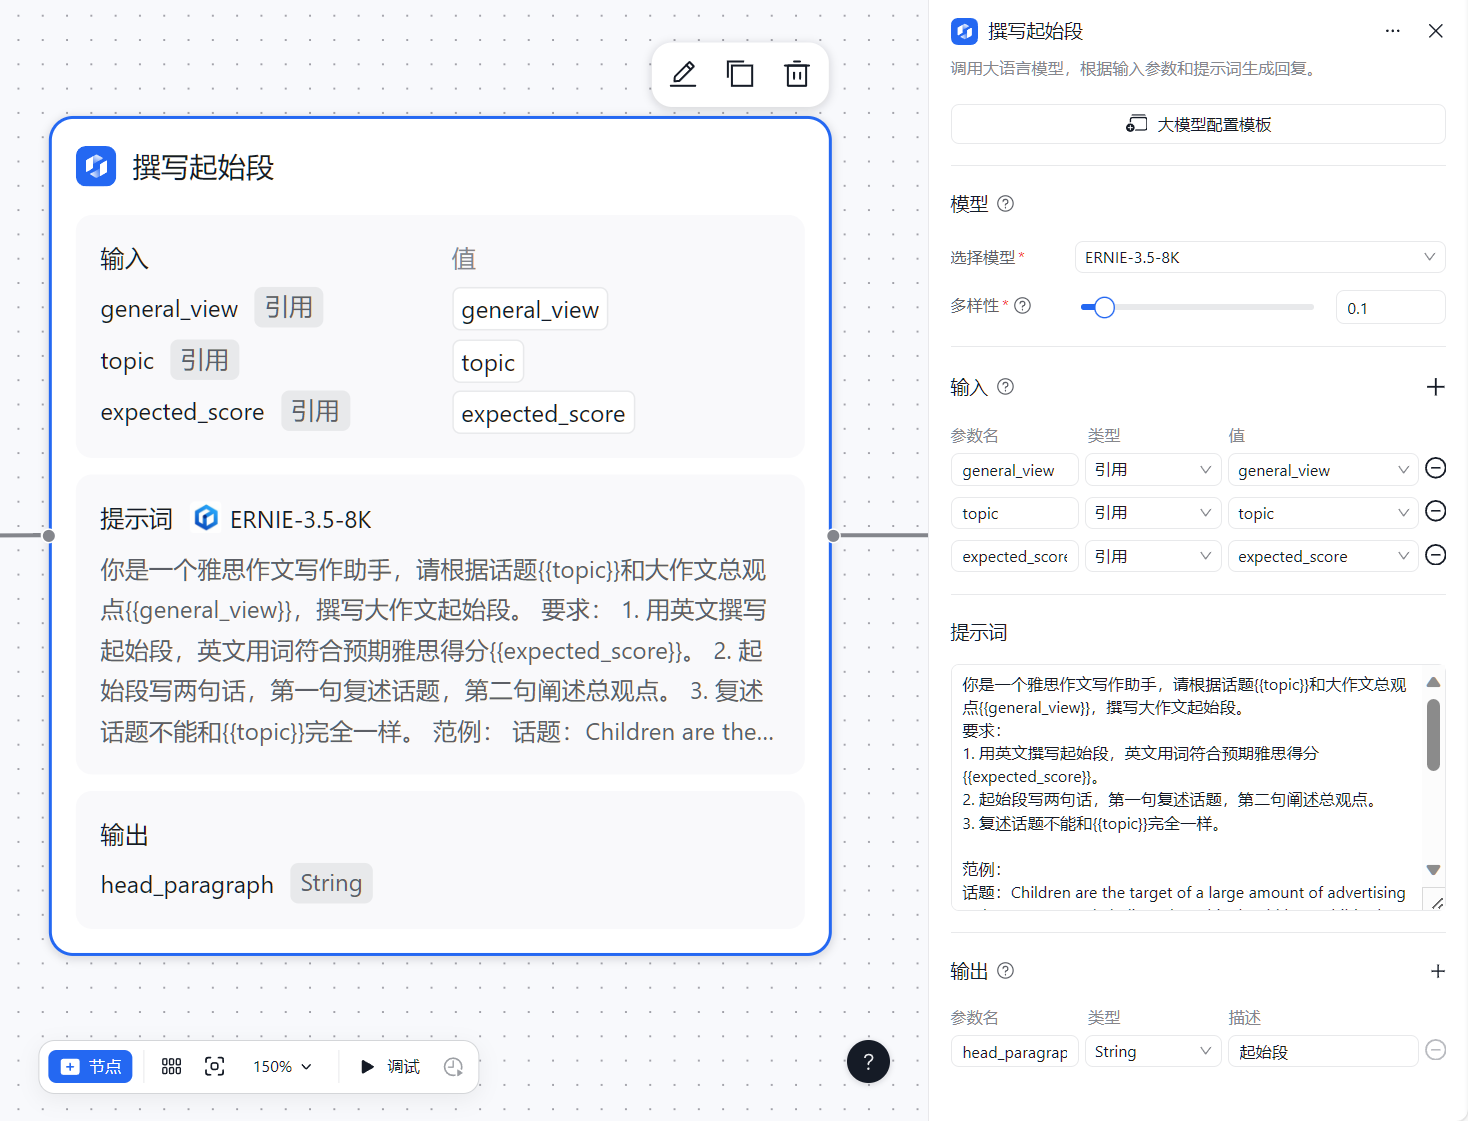 撰写起始段
输入 值
general_view 引用 general_view
topic 引用 topic
expected_score 引用 expected_score
提示词 ERNIE-3.5-8K
你是一个雅思作文写作助手，请根据话题{{topic}}和大作文总观
点{{general_view}}，撰写大作文起始段。 要求： 1. 用英文撰写
起始段，英文用词符合预期雅思得分{{expected_score}}。 2. 起
始段写两句话，第一句复述话题，第二句阐述总观点。 3. 复述
话题不能和{{topic}}完全一样。 范例： 话题：Children are the...
输出
head_paragraph String
节点 150% 调试 ?
撰写起始段
调用大语言模型，根据输入参数和提示词生成回复。
大模型配置模板
模型
选择模型* ERNIE-3.5-8K
多样性* 0.1
输入
参数名 类型 值
general_view 引用 general_view
topic 引用 topic
expected_score 引用 expected_score
提示词
你是一个雅思作文写作助手，请根据话题{{topic}}和大作文总观
点{{general_view}}，撰写大作文起始段。
要求：
1. 用英文撰写起始段，英文用词符合预期雅思得分
{{expected_score}}。
2. 起始段写两句话，第一句复述话题，第二句阐述总观点。
3. 复述话题不能和{{topic}}完全一样。
范例：
话题：Children are the target of a large amount of advertising
输出
参数名 类型 描述
head_paragrap String 起始段